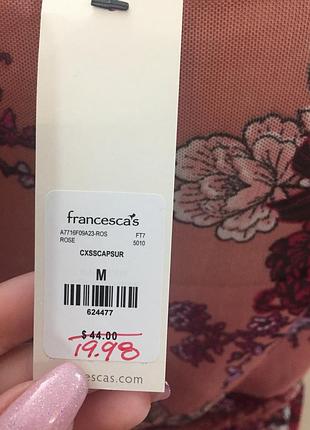 francesca's
A7716F09A23-ROS FT7
ROSE 5010
CXSSCAPSUR
M
624477
$ 44.00
19.98
escas.com